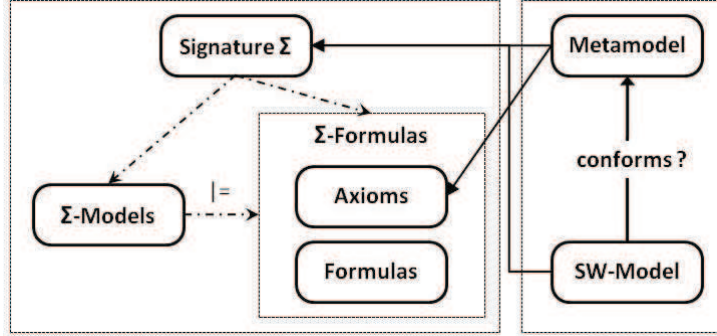 Signature Σ
Metamodel
Σ-Formulas
conforms ?
|=
Axioms
Σ-Models
Formulas
SW-Model